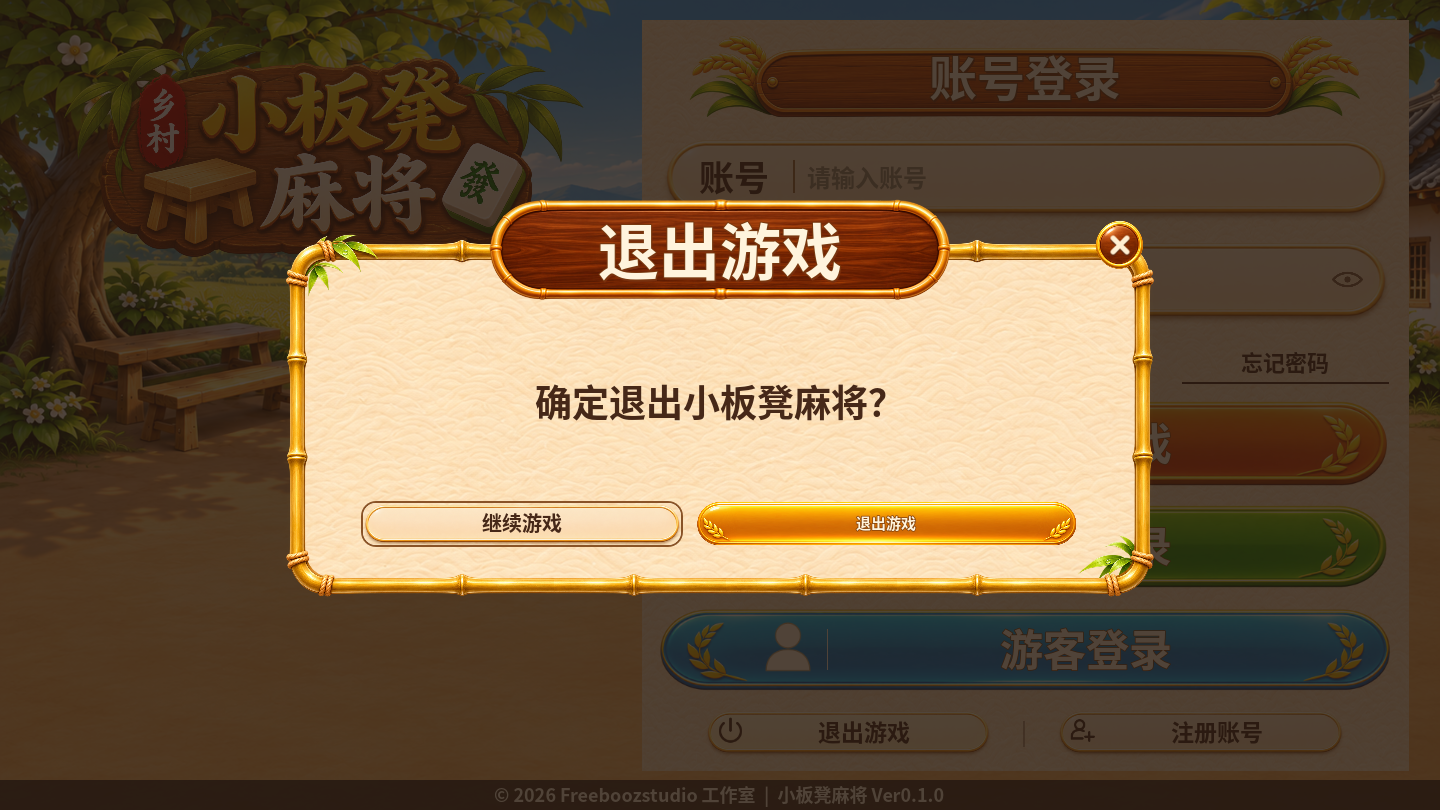 乡村
小板凳
麻将
發
账号登录
账号
请输入账号
忘记密码
退出游戏
确定退出小板凳麻将？
继续游戏
退出游戏
戏
录
游客登录
退出游戏
注册账号
© 2026 Freeboozstudio 工作室 | 小板凳麻将 Ver0.1.0